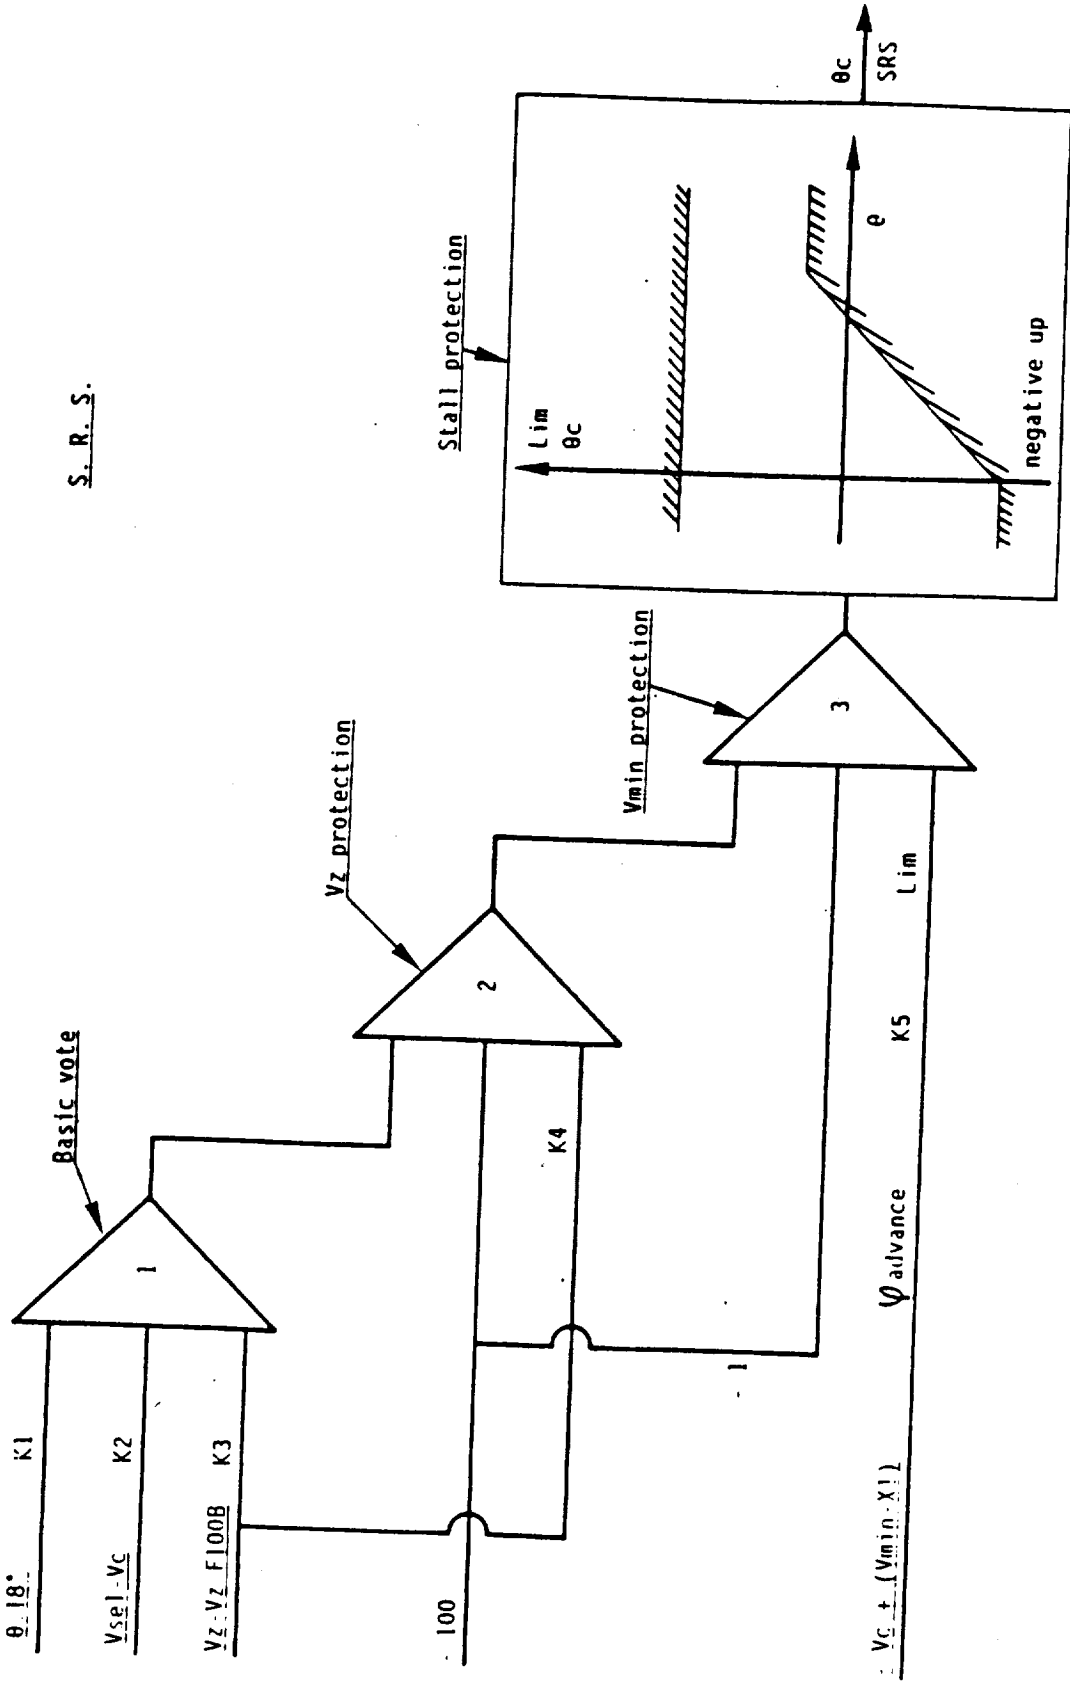 S. R. S.
θ.18°
K1
Vsel-Vc
K2
Vz-Vz F100B
K3
Basic vote
1
- 100
K4
Vz protection
2
- 1
- Vc + (Vmin-X1)
φ advance
K5
Lim
Vmin protection
3
Stall protection
Lim
θc
negative up
θc
SRS